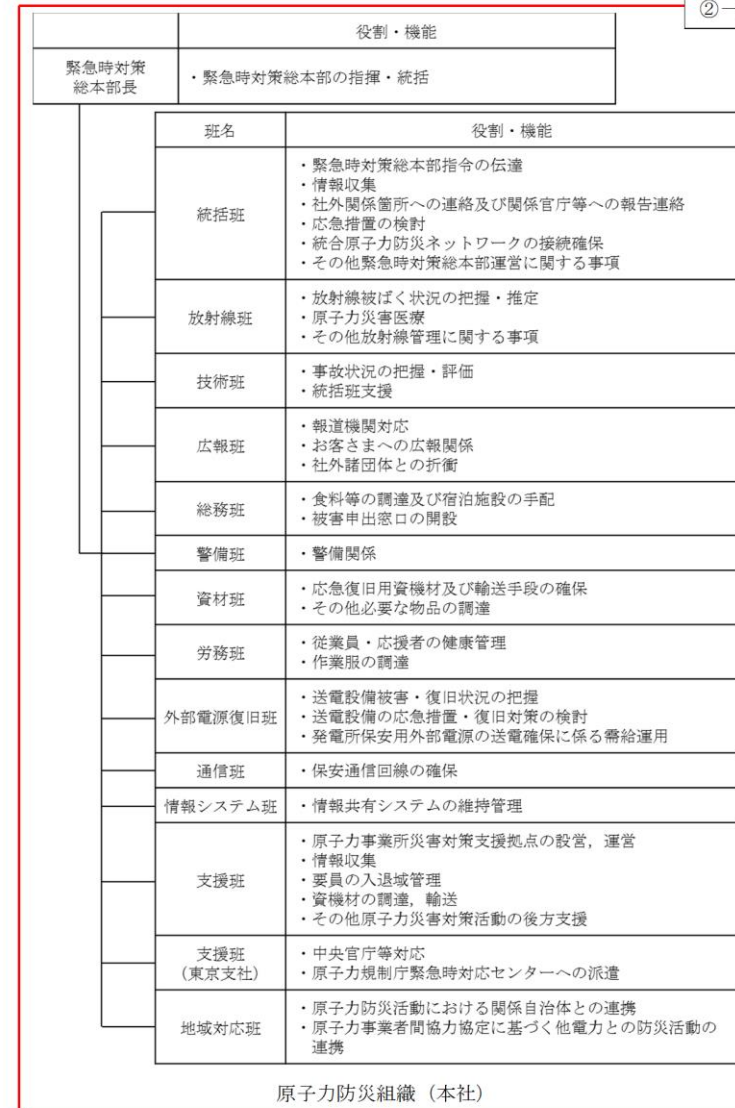 ②－
役割・機能
緊急時対策
総本部長
・緊急時対策総本部の指揮・統括
班名
役割・機能
統括班
・緊急時対策総本部指令の伝達
・情報収集
・社外関係箇所への連絡及び関係官庁等への報告連絡
・応急措置の検討
・統合原子力防災ネットワークの接続確保
・その他緊急時対策総本部運営に関する事項
放射線班
・放射線被ばく状況の把握・推定
・原子力災害医療
・その他放射線管理に関する事項
技術班
・事故状況の把握・評価
・統括班支援
広報班
・報道機関対応
・お客さまへの広報関係
・社外諸団体との折衝
総務班
・食料等の調達及び宿泊施設の手配
・被害申出窓口の開設
警備班
・警備関係
資材班
・応急復旧用資機材及び輸送手段の確保
・その他必要な物品の調達
労務班
・従業員・応援者の健康管理
・作業服の調達
外部電源復旧班
・送電設備被害・復旧状況の把握
・送電設備の応急措置・復旧対策の検討
・発電所保安用外部電源の送電確保に係る需給運用
通信班
・保安通信回線の確保
情報システム班
・情報共有システムの維持管理
支援班
・原子力事業所災害対策支援拠点の設営，運営
・情報収集
・要員の入退域管理
・資機材の調達，輸送
・その他原子力災害対策活動の後方支援
支援班
（東京支社）
・中央官庁等対応
・原子力規制庁緊急時対応センターへの派遣
地域対応班
・原子力防災活動における関係自治体との連携
・原子力事業者間協力協定に基づく他電力との防災活動の
連携
原子力防災組織（本社）